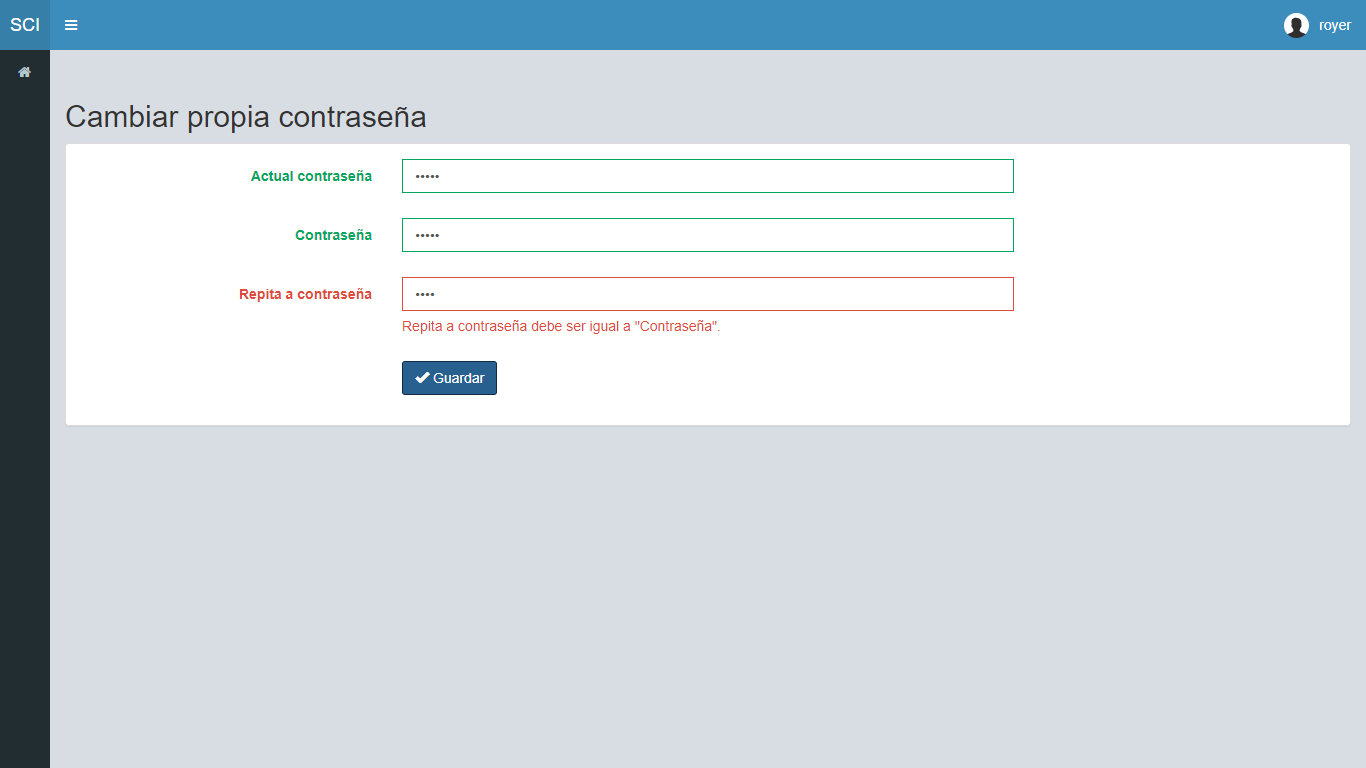 SCI
royer
Cambiar propia contraseña
Actual contraseña •••••
Contraseña •••••
Repita a contraseña ••••
Repita a contraseña debe ser igual a "Contraseña".
Guardar